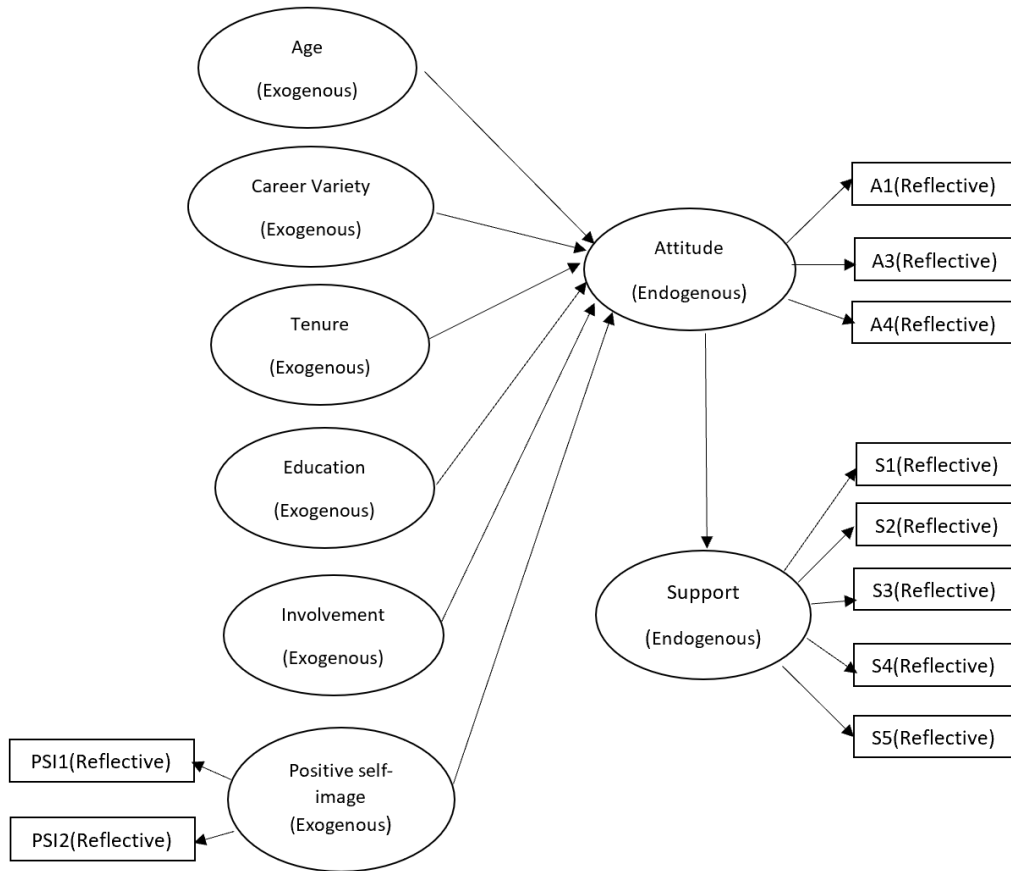 Age
(Exogenous)
Career Variety
(Exogenous)
Tenure
(Exogenous)
Education
(Exogenous)
Involvement
(Exogenous)
Positive self-
image
(Exogenous)
PSI1(Reflective)
PSI2(Reflective)
Attitude
(Endogenous)
A1(Reflective)
A3(Reflective)
A4(Reflective)
Support
(Endogenous)
S1(Reflective)
S2(Reflective)
S3(Reflective)
S4(Reflective)
S5(Reflective)